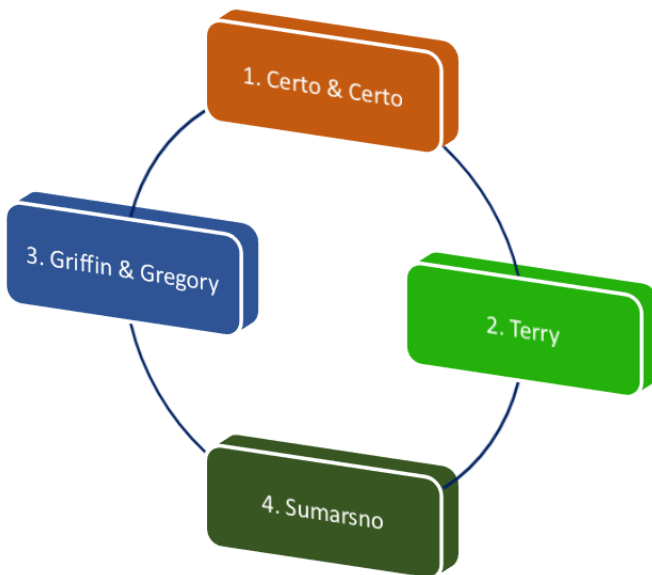 1. Certo & Certo
2. Terry
3. Griffin & Gregory
4. Sumarsno